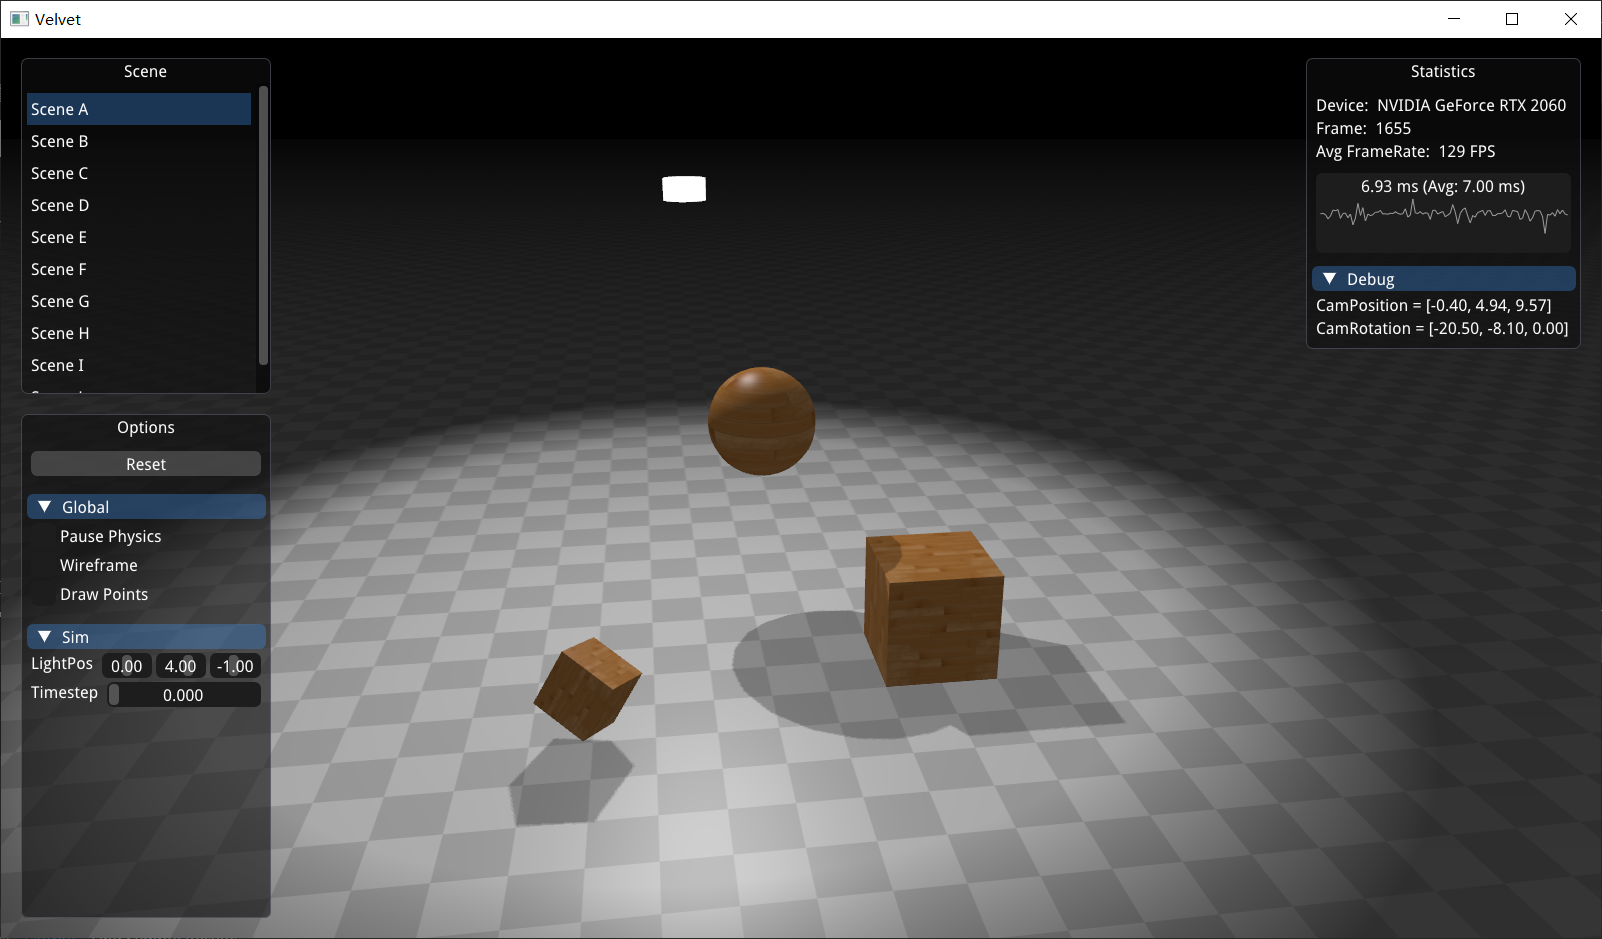 Velvet
Scene
Scene A
Scene B
Scene C
Scene D
Scene E
Scene F
Scene G
Scene H
Scene I
Options
Reset
Global
Pause Physics
Wireframe
Draw Points
Sim
LightPos 0.00 4.00 -1.00
Timestep 0.000
Statistics
Device: NVIDIA GeForce RTX 2060
Frame: 1655
Avg FrameRate: 129 FPS
6.93 ms (Avg: 7.00 ms)
Debug
CamPosition = [-0.40, 4.94, 9.57]
CamRotation = [-20.50, -8.10, 0.00]